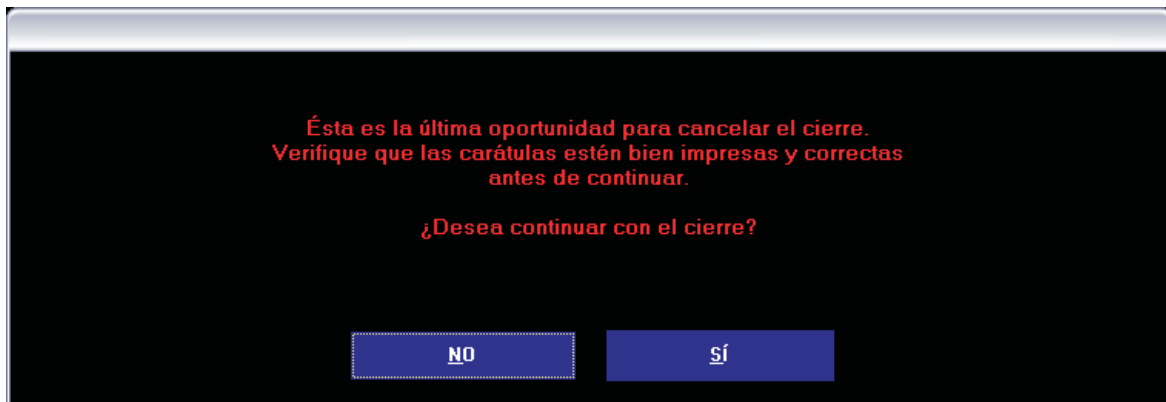 Ésta es la última oportunidad para cancelar el cierre.
Verifique que las carátulas estén bien impresas y correctas
antes de continuar.
¿Desea continuar con el cierre?
NO
SÍ